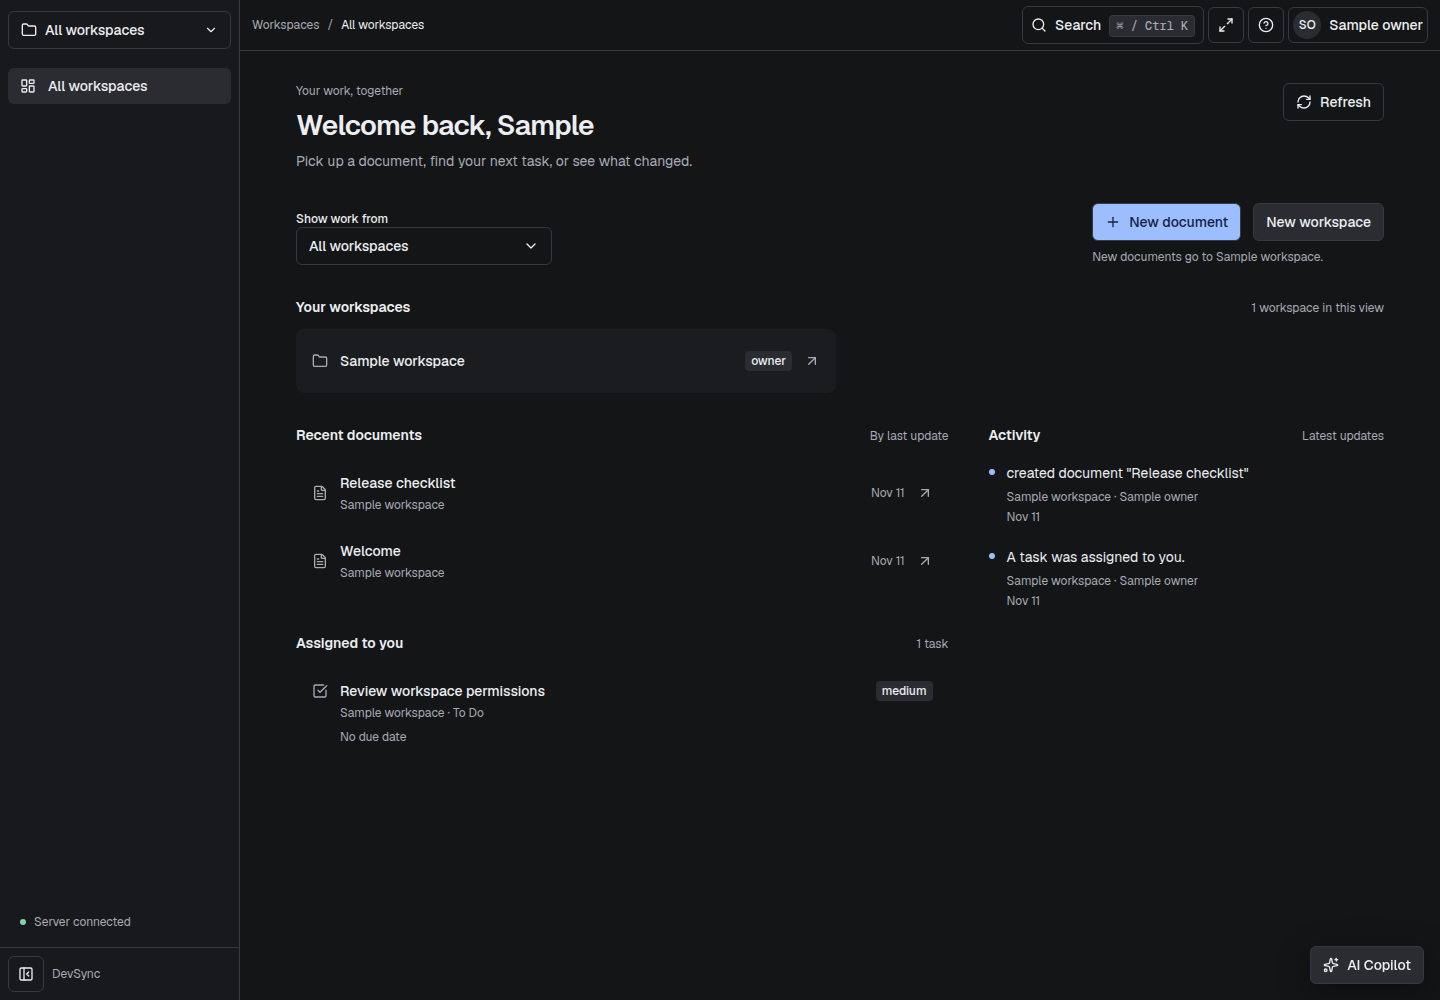 All workspaces
All workspaces
Server connected
DevSync
Workspaces / All workspaces
Search ⌘ / Ctrl K
SO Sample owner
Your work, together
Welcome back, Sample
Pick up a document, find your next task, or see what changed.
Refresh
Show work from
All workspaces
New document
New workspace
New documents go to Sample workspace.
Your workspaces
1 workspace in this view
Sample workspace
owner
Recent documents
By last update
Release checklist
Sample workspace
Nov 11
Welcome
Sample workspace
Nov 11
Assigned to you
1 task
Review workspace permissions
medium
Sample workspace · To Do
No due date
Activity
Latest updates
created document "Release checklist"
Sample workspace · Sample owner
Nov 11
A task was assigned to you.
Sample workspace · Sample owner
Nov 11
AI Copilot